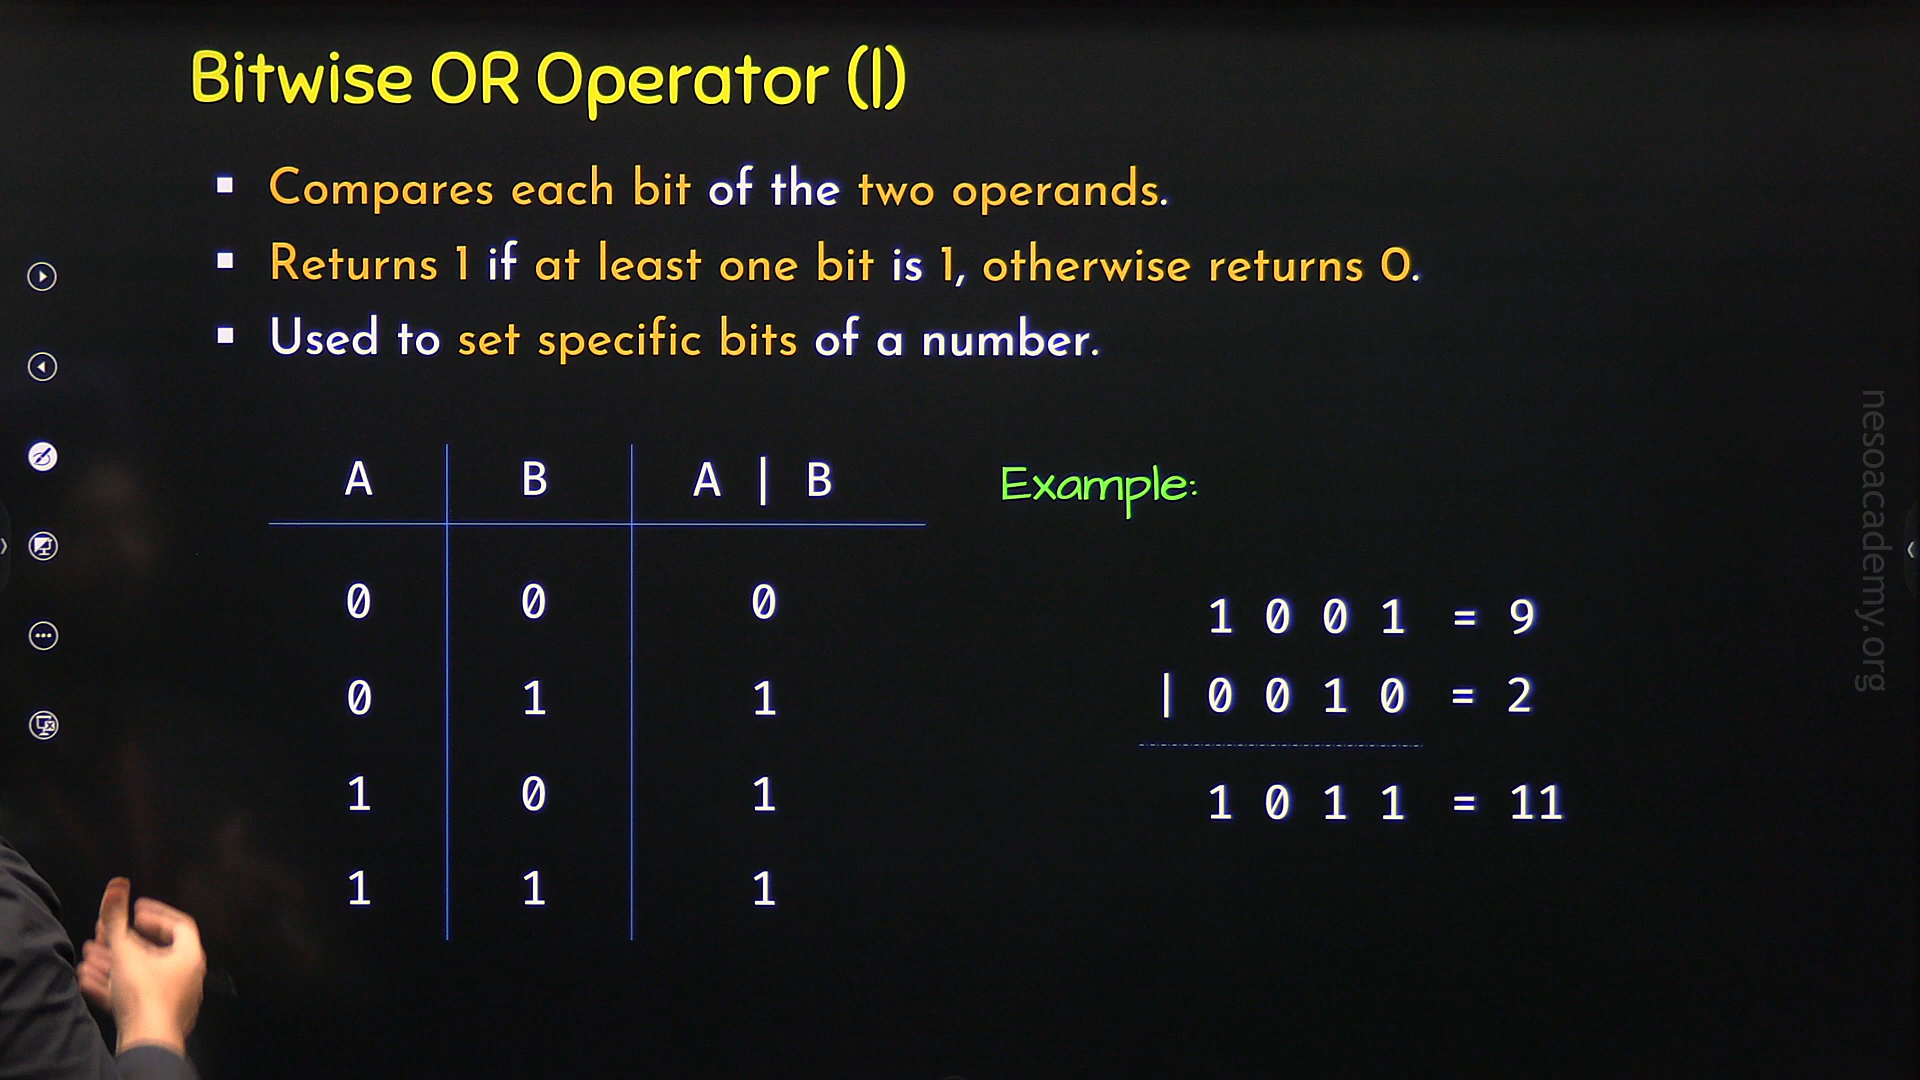 Bitwise OR Operator (|)
▪ Compares each bit of the two operands.
▪ Returns 1 if at least one bit is 1, otherwise returns 0.
▪ Used to set specific bits of a number.
A B A | B
0 0 0
0 1 1
1 0 1
1 1 1
Example:
1 0 0 1 = 9
| 0 0 1 0 = 2
1 0 1 1 = 11
nesoacademy.org